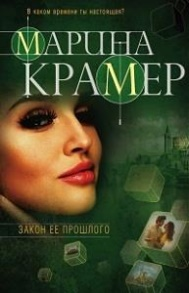 В каком времени ты настоящая?
МАРИНА
КРАМЕР
ЗАКОН ЕЕ ПРОШЛОГО